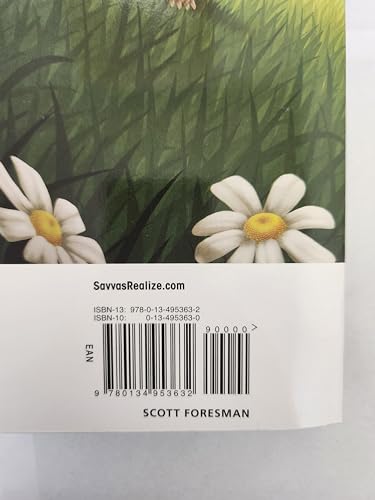 SavvasRealize.com
ISBN-13: 978-0-13-495363-2
ISBN-10: 0-13-495363-0
90000>
EAN
9 780134 953632
SCOTT FORESMAN